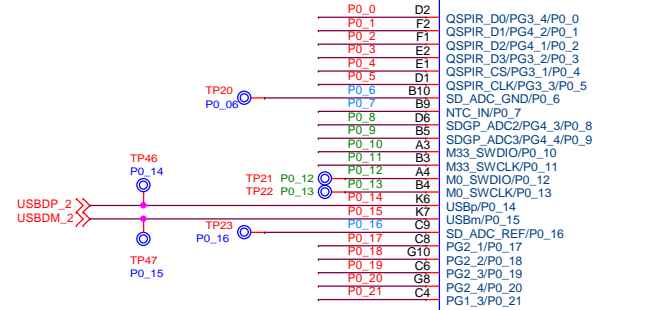 P0_0 D2 QSPIR_D0/PG3_4/P0_0
P0_1 F2 QSPIR_D1/PG4_2/P0_1
P0_2 F1 QSPIR_D2/PG4_1/P0_2
P0_3 E2 QSPIR_D3/PG3_2/P0_3
P0_4 E1 QSPIR_CS/PG3_1/P0_4
P0_5 D1 QSPIR_CLK/PG3_3/P0_5
TP20 P0_6 B10 SD_ADC_GND/P0_6
P0_06 P0_7 B9 NTC_IN/P0_7
P0_8 D6 SDGP_ADC2/PG4_3/P0_8
P0_9 B5 SDGP_ADC3/PG4_4/P0_9
P0_10 A3 M33_SWDIO/P0_10
TP46 P0_11 B3 M33_SWCLK/P0_11
P0_14 TP21 P0_12 P0_12 A4 M0_SWDIO/P0_12
TP22 P0_13 P0_13 B4 M0_SWCLK/P0_13
USBDP_2 P0_14 K6 USBp/P0_14
USBDM_2 P0_15 K7 USBm/P0_15
TP23 P0_16 C9 SD_ADC_REF/P0_16
P0_16 P0_17 C8 PG2_1/P0_17
TP47 P0_18 G10 PG2_2/P0_18
P0_15 P0_19 C6 PG2_3/P0_19
P0_20 G8 PG2_4/P0_20
P0_21 C4 PG1_3/P0_21